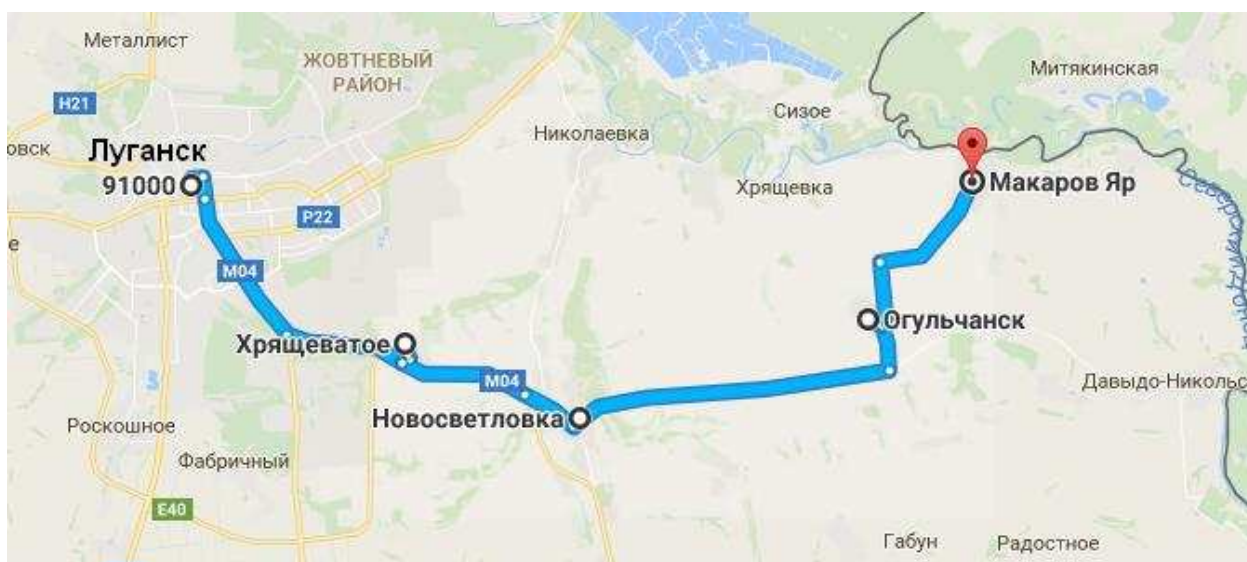 Металлист
ЖОВТНЕВЫЙ
РАЙОН
Митякинская
H21
Сизое
Николаевка
овск
Луганск
91000
Хрящевка
Макаров Яр
P22
е
M04
Огульчанск
Хрящеватое
M04
Давыдо-Никольс
Новосветловка
Роскошное
Фабричный
E40
Габун
Радостное